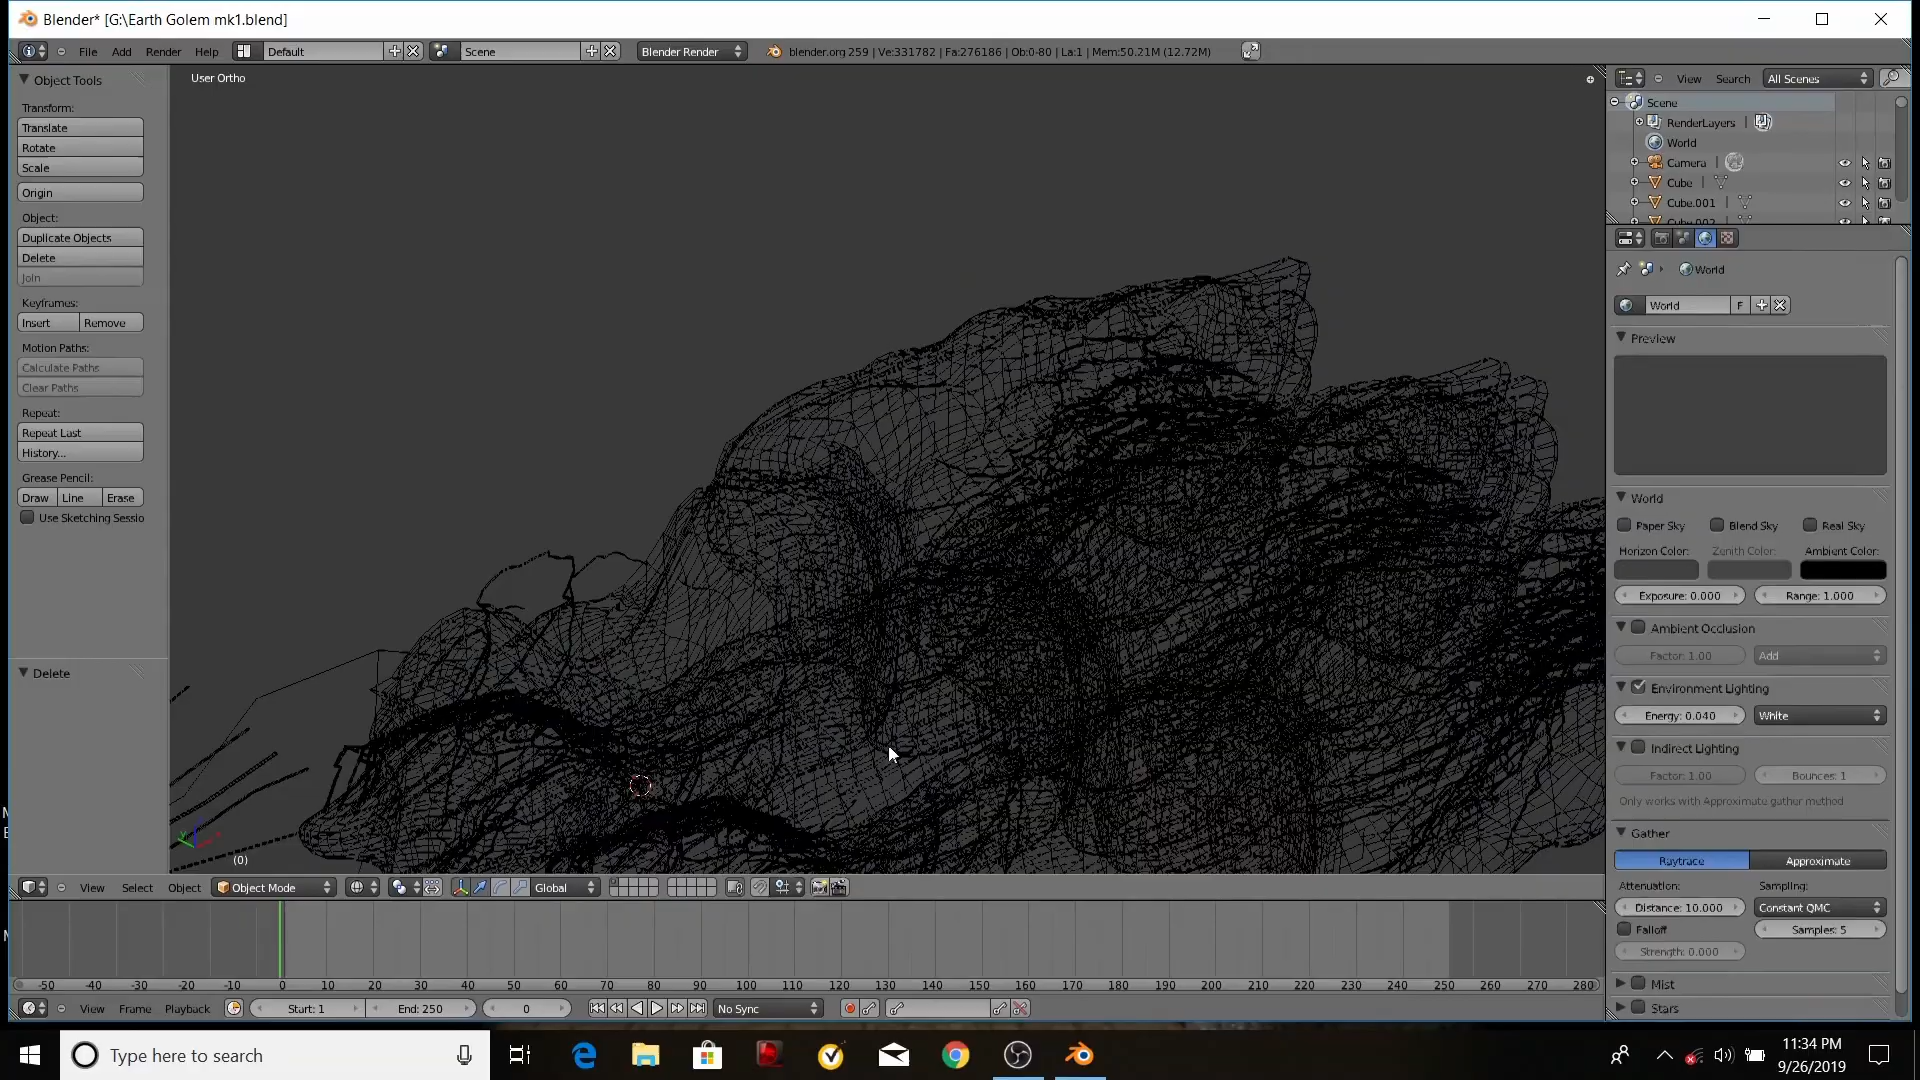 Blender* [G:\Earth Golem mk1.blend]
File Add Render Help Default Scene Blender Render blender.org 259 | Ve:331782 | Fa:276186 | Ob:0-80 | La:1 | Mem:50.21M (12.72M)
Object Tools
Transform:
Translate
Rotate
Scale
Origin
Object:
Duplicate Objects
Delete
Join
Keyframes:
Insert Remove
Motion Paths:
Calculate Paths
Clear Paths
Repeat:
Repeat Last
History...
Grease Pencil:
Draw Line Erase
Use Sketching Sessio
Delete
User Ortho
(0)
View Search All Scenes
Scene
RenderLayers
World
Camera
Cube
Cube.001
Cube.002
World
World F
Preview
World
Paper Sky Blend Sky Real Sky
Horizon Color: Zenith Color: Ambient Color:
Exposure: 0.000 Range: 1.000
Ambient Occlusion
Factor: 1.00 Add
Environment Lighting
Energy: 0.040 White
Indirect Lighting
Factor: 1.00 Bounces: 1
Only works with Approximate gather method
Gather
Raytrace Approximate
Attenuation: Sampling:
Distance: 10.000 Constant QMC
Falloff Samples: 5
Strength: 0.000
Mist
Stars
View Select Object Object Mode Global
-50 -40 -30 -20 -10 0 10 20 30 40 50 60 70 80 90 100 110 120 130 140 150 160 170 180 190 200 210 220 230 240 250 260 270 280
View Frame Playback Start: 1 End: 250 0 No Sync
Type here to search
11:34 PM
9/26/2019